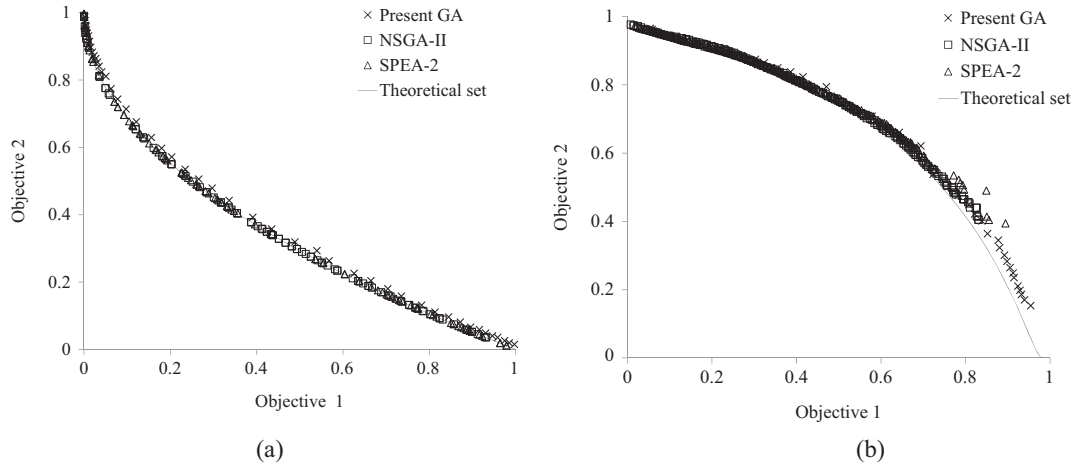 1
0.8
0.6
0.4
0.2
0
0
0.2
0.4
0.6
0.8
1
Objective 2
Objective 1
× Present GA
□ NSGA-II
△ SPEA-2
Theoretical set
(a)
1
0.8
0.6
0.4
0.2
0
0
0.2
0.4
0.6
0.8
1
Objective 2
Objective 1
× Present GA
□ NSGA-II
△ SPEA-2
Theoretical set
(b)